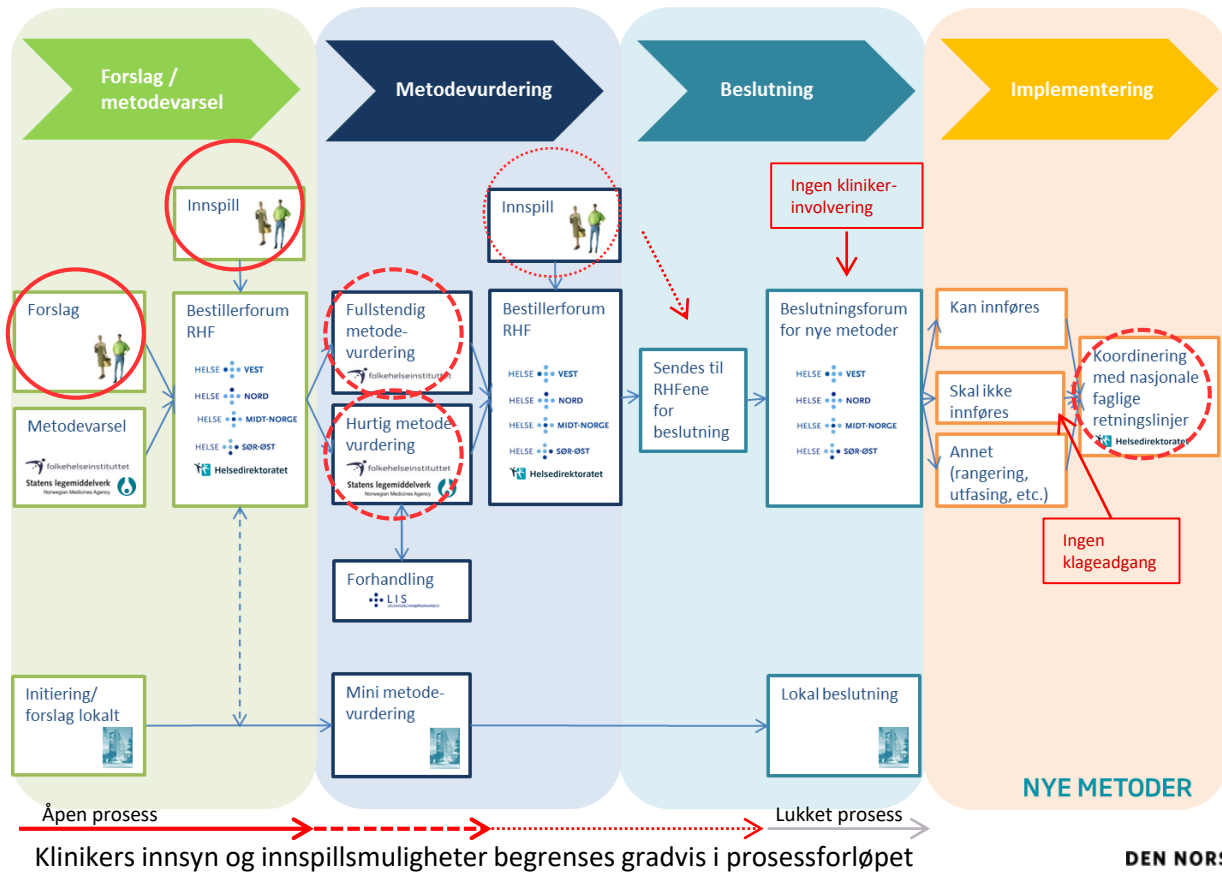 Forslag /
metodevarsel
Metodevurdering
Beslutning
Implementering
Innspill
Innspill
Ingen kliniker-
involvering
Forslag
Bestillerforum
RHF
HELSE VEST
HELSE NORD
HELSE MIDT-NORGE
HELSE SØR-ØST
Helsedirektoratet
Metodevarsel
folkehelseinstituttet
Statens legemiddelverk
Norwegian Medicines Agency
Fullstendig
metode-
vurdering
folkehelseinstituttet
Hurtig metode
vurdering
folkehelseinstituttet
Statens legemiddelverk
Norwegian Medicines Agency
Bestillerforum
RHF
HELSE VEST
HELSE NORD
HELSE MIDT-NORGE
HELSE SØR-ØST
Helsedirektoratet
Sendes til
RHFene
for
beslutning
Beslutningsforum
for nye metoder
HELSE VEST
HELSE NORD
HELSE MIDT-NORGE
HELSE SØR-ØST
Kan innføres
Skal ikke
innføres
Annet
(rangering,
utfasing, etc.)
Koordinering
med nasjonale
faglige
retningslinjer
Helsedirektoratet
Ingen
klageadgang
Forhandling
LIS
Initiering/
forslag lokalt
Mini metode-
vurdering
Lokal beslutning
NYE METODER
Åpen prosess
Lukket prosess
Klinikers innsyn og innspillsmuligheter begrenses gradvis i prosessforløpet
DEN NORS